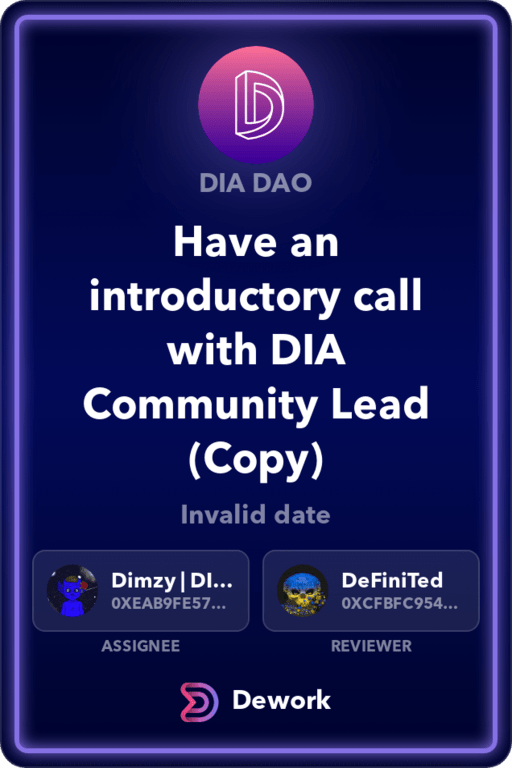 DIA DAO
Have an
introductory call
with DIA
Community Lead
(Copy)
Invalid date
Dimzy | DI...
0XEAB9FE57...
ASSIGNEE
DeFiniTed
0XCFBFC954...
REVIEWER
Dework